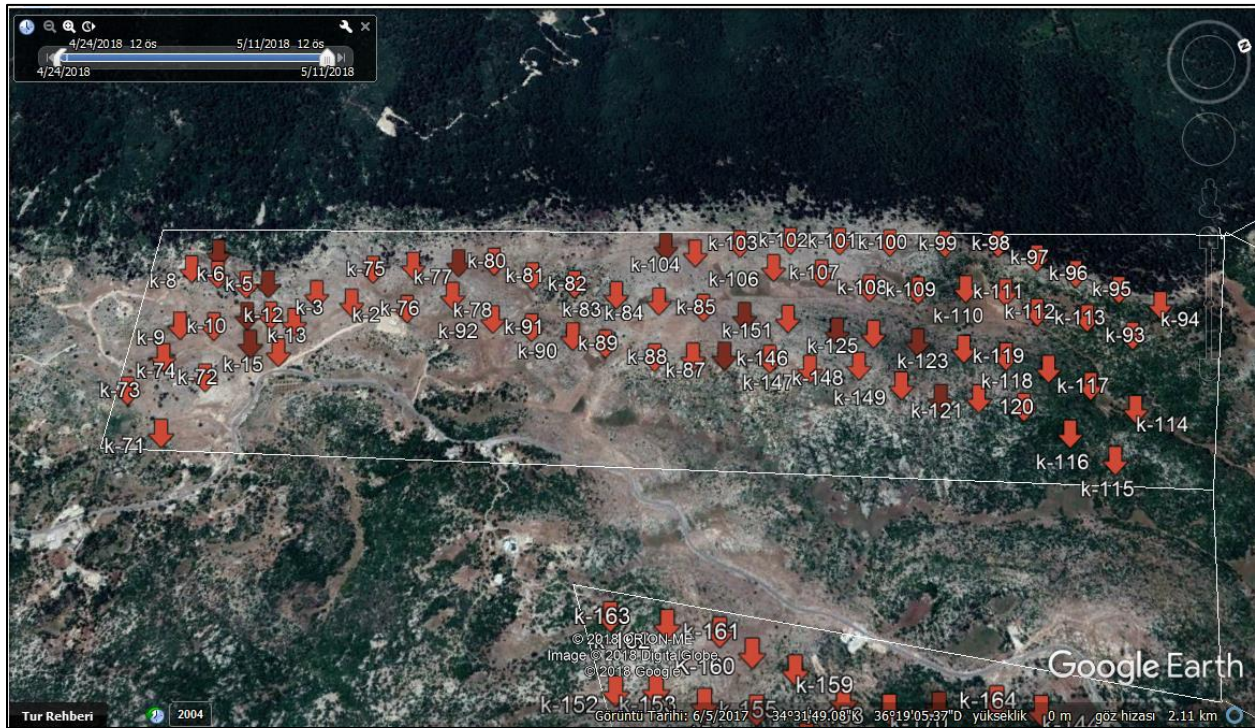 4/24/2018 12 ös
5/11/2018 12 ös
4/24/2018
5/11/2018
N
k-103
k-102
k-101
k-100
k-99
k-98
k-97
k-96
k-95
k-94
k-8
k-6
k-5
k-75
k-77
k-80
k-81
k-82
k-104
k-106
k-107
k-108
k-109
k-110
k-111
k-112
k-113
k-93
k-9
k-10
k-12
k-13
k-3
k-2
k-76
k-78
k-83
k-84
k-85
k-151
k-15
k-92
k-91
k-90
k-89
k-88
k-87
k-146
k-147
k-148
k-149
k-125
k-123
k-119
k-118
k-117
k-74
k-72
k-73
k-71
k-121
120
k-114
k-116
k-115
k-163
k-161
k-160
k-159
k-152
k-153
k-155
k-164
© 2018 ORION-ME
Image © 2018 DigitalGlobe
© 2018 Google
Google Earth
Tur Rehberi
2004
Görüntü Tarihi: 6/5/2017
34°31'49.08"K
36°19'05.37"D
yükseklik
0 m
göz hizası
2.11 km